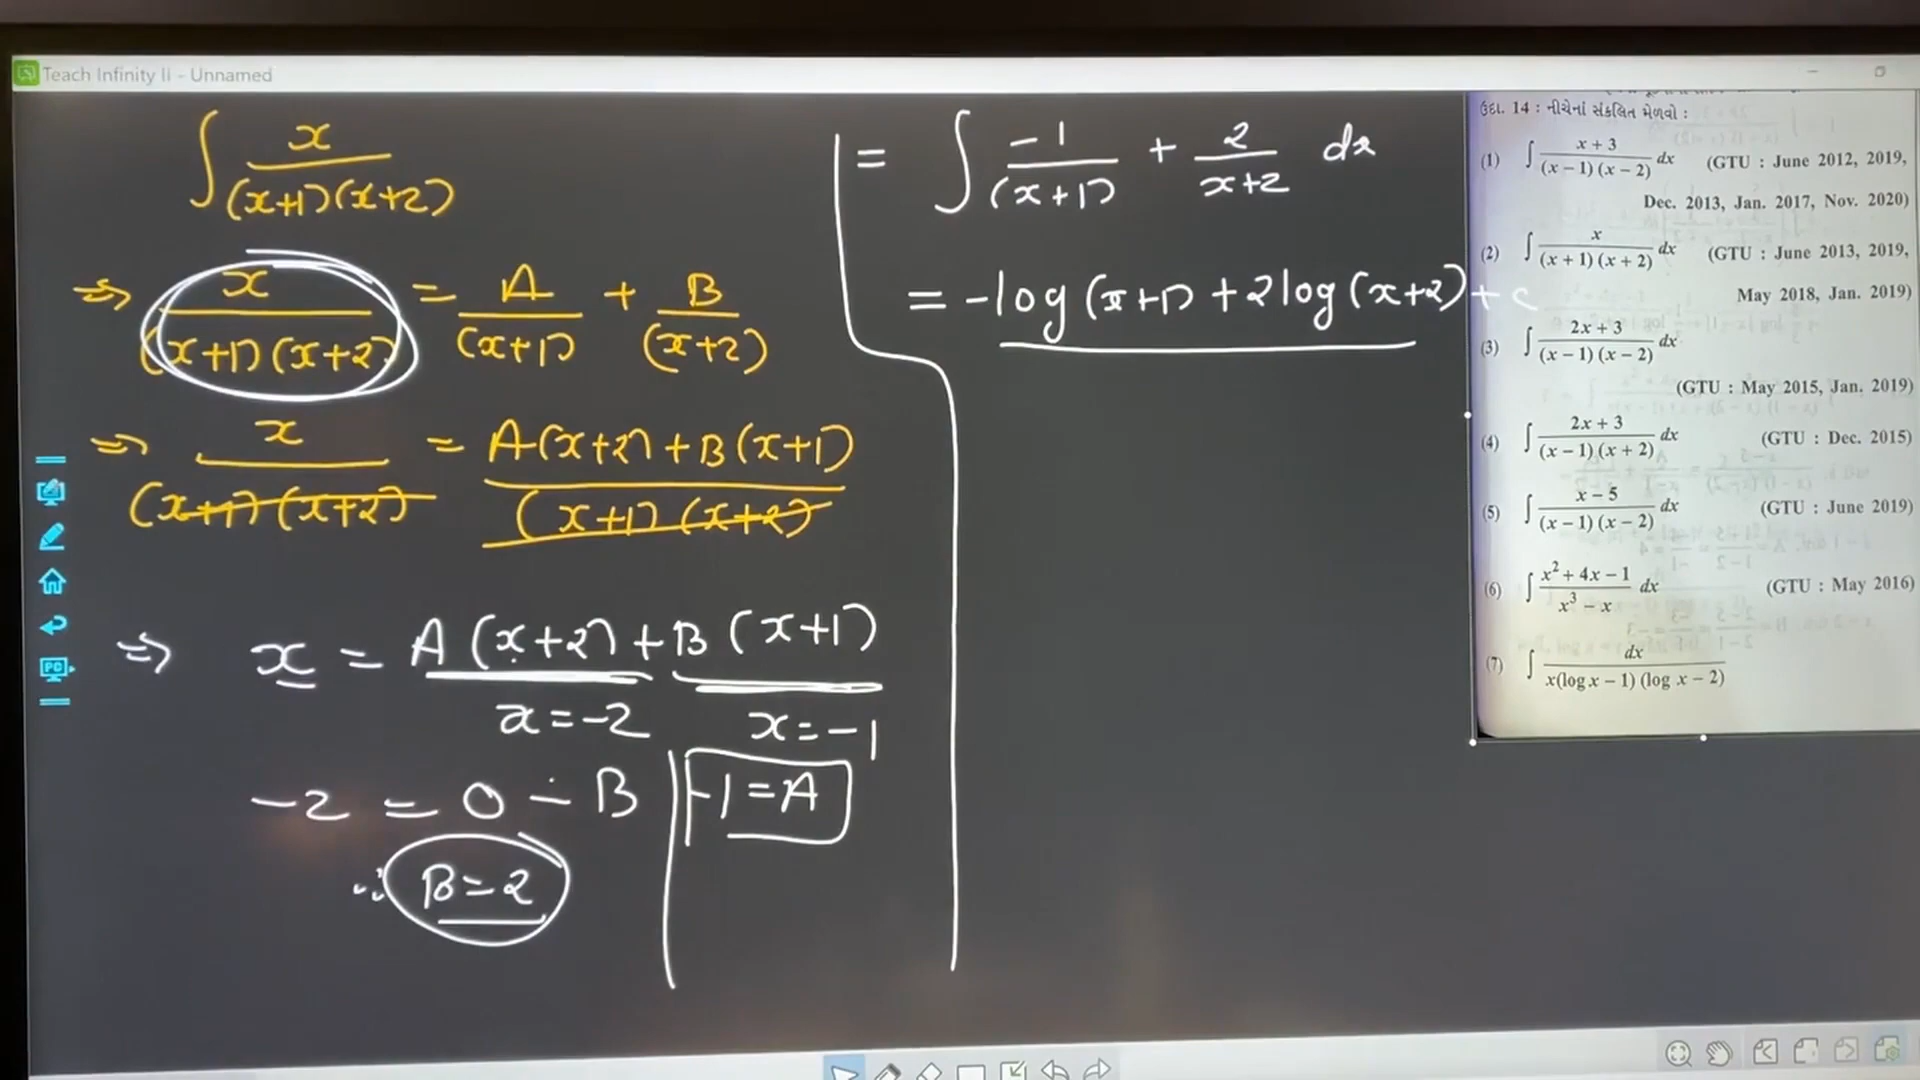 Teach Infinity II - Unnamed
∫ x / (x+1)(x+2)
⇒ x / (x+1)(x+2) = A / (x+1) + B / (x+2)
⇒ x / (x+1)(x+2) = A(x+2) + B(x+1) / (x+1)(x+2)
⇒ x = A(x+2) + B(x+1)
x=-2 x=-1
-2 = 0 - B
-1 = A
∴ B=2
= ∫ -1 / (x+1) + 2 / x+2 dx
= -log(x+1) + 2log(x+2) + c
ઉદા. 14 : નીચેનાં સંકલિત મેળવો :
(1) ∫ x + 3 / (x – 1) (x – 2) dx (GTU : June 2012, 2019,
Dec. 2013, Jan. 2017, Nov. 2020)
(2) ∫ x / (x + 1) (x + 2) dx (GTU : June 2013, 2019,
May 2018, Jan. 2019)
(3) ∫ 2x + 3 / (x – 1) (x – 2) dx
(GTU : May 2015, Jan. 2019)
(4) ∫ 2x + 3 / (x – 1) (x + 2) dx (GTU : Dec. 2015)
(5) ∫ x – 5 / (x – 1) (x – 2) dx (GTU : June 2019)
(6) ∫ x² + 4x – 1 / x³ – x dx (GTU : May 2016)
(7) ∫ dx / x(log x – 1) (log x – 2)